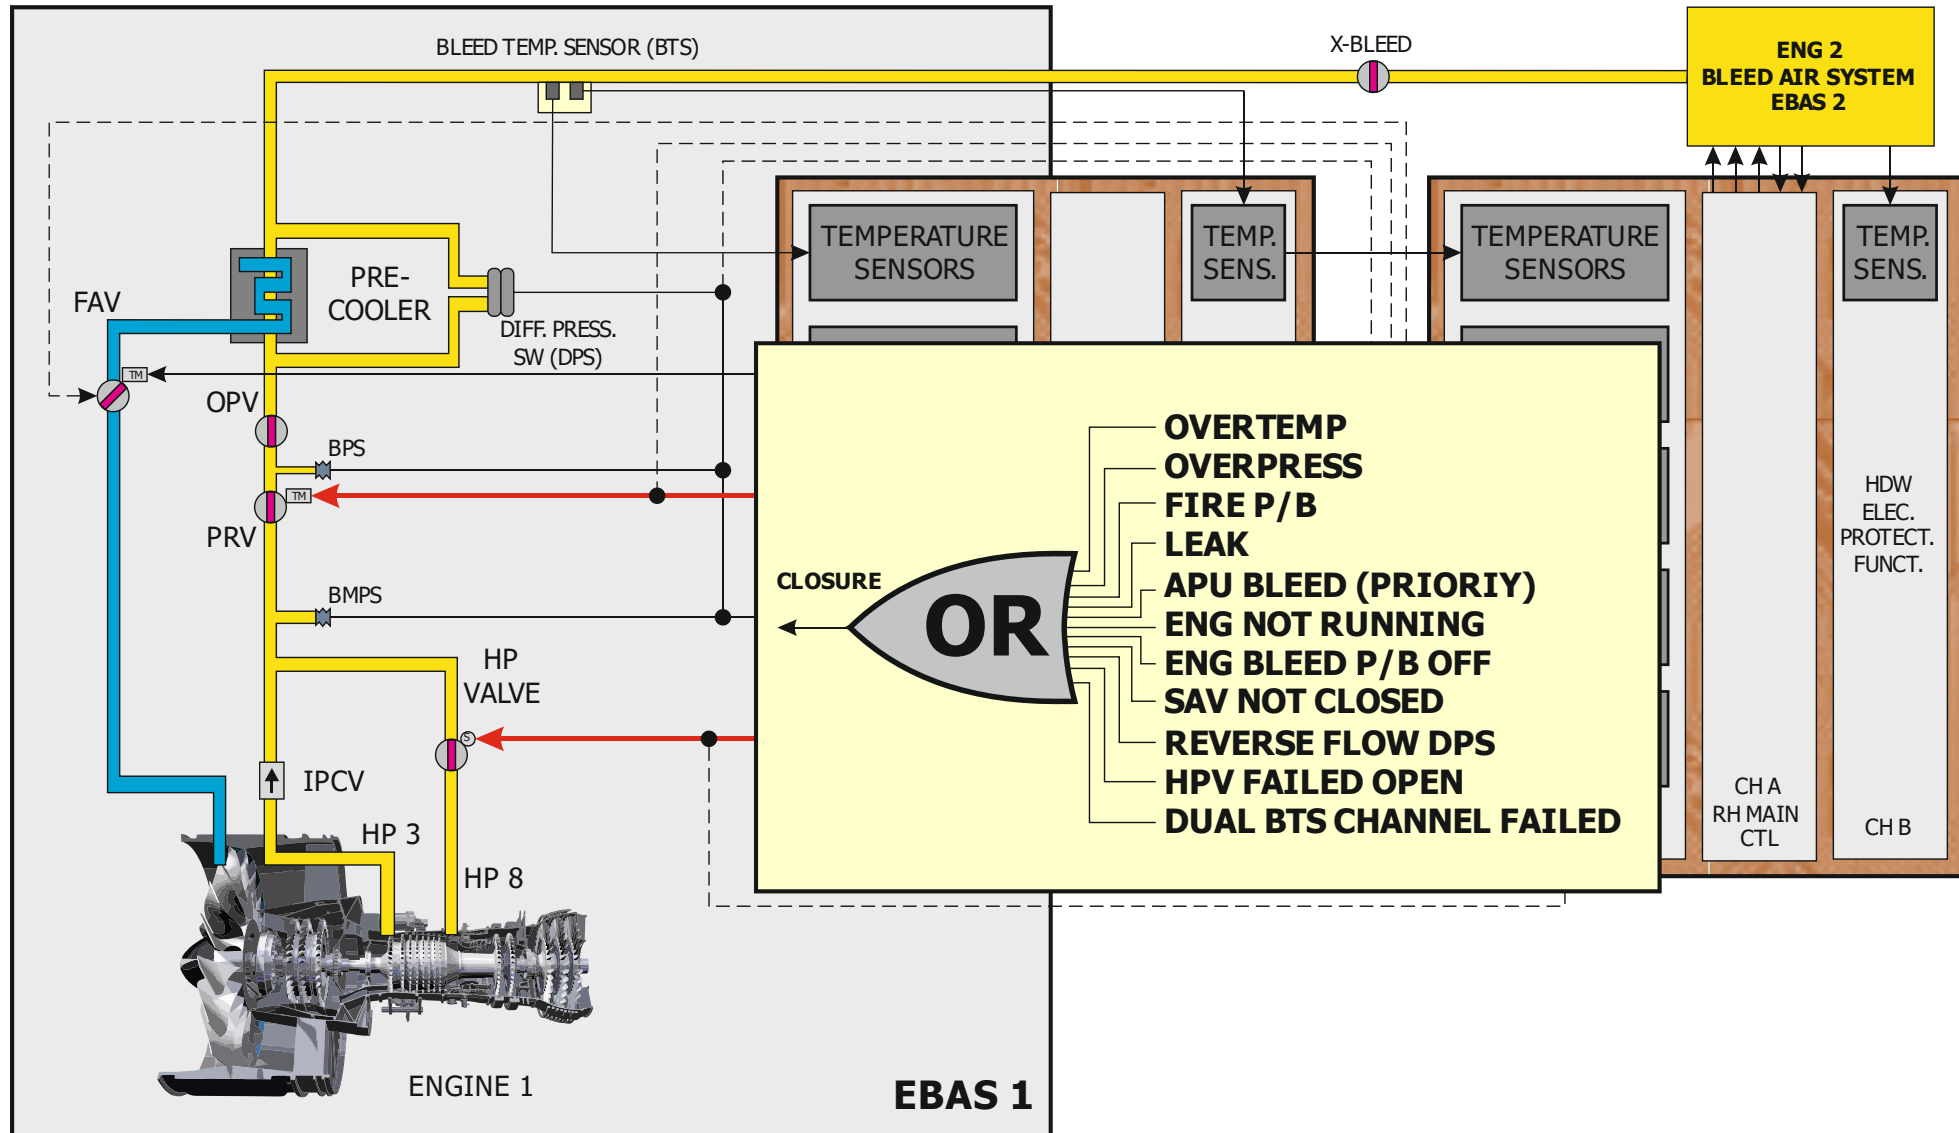 BLEED TEMP. SENSOR (BTS)
X-BLEED
ENG 2
BLEED AIR SYSTEM
EBAS 2
TEMPERATURE
SENSORS
TEMP.
SENS.
TEMPERATURE
SENSORS
TEMP.
SENS.
PRE-
COOLER
FAV
DIFF. PRESS.
SW (DPS)
TM
OPV
BPS
TM
PRV
BMPS
HP
VALVE
S
IPCV
HP 3
HP 8
ENGINE 1
EBAS 1
CLOSURE
OR
OVERTEMP
OVERPRESS
FIRE P/B
LEAK
APU BLEED (PRIORIY)
ENG NOT RUNNING
ENG BLEED P/B OFF
SAV NOT CLOSED
REVERSE FLOW DPS
HPV FAILED OPEN
DUAL BTS CHANNEL FAILED
HDW
ELEC.
PROTECT.
FUNCT.
CH A
RH MAIN
CTL
CH B